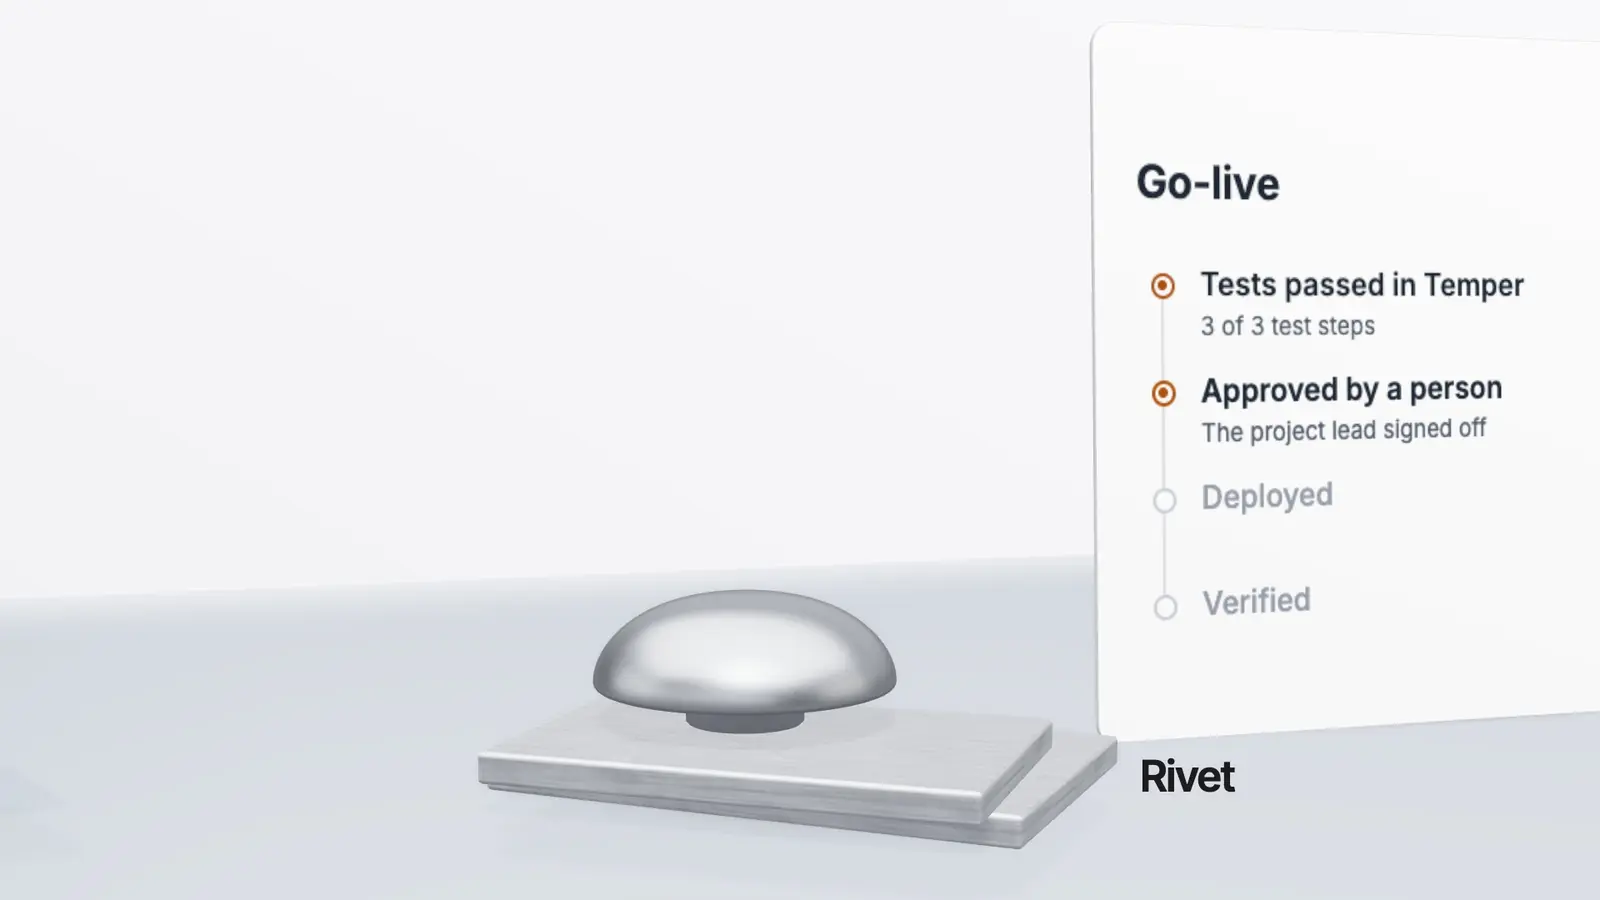 Go-live
Tests passed in Temper
3 of 3 test steps
Approved by a person
The project lead signed off
Deployed
Verified
Rivet